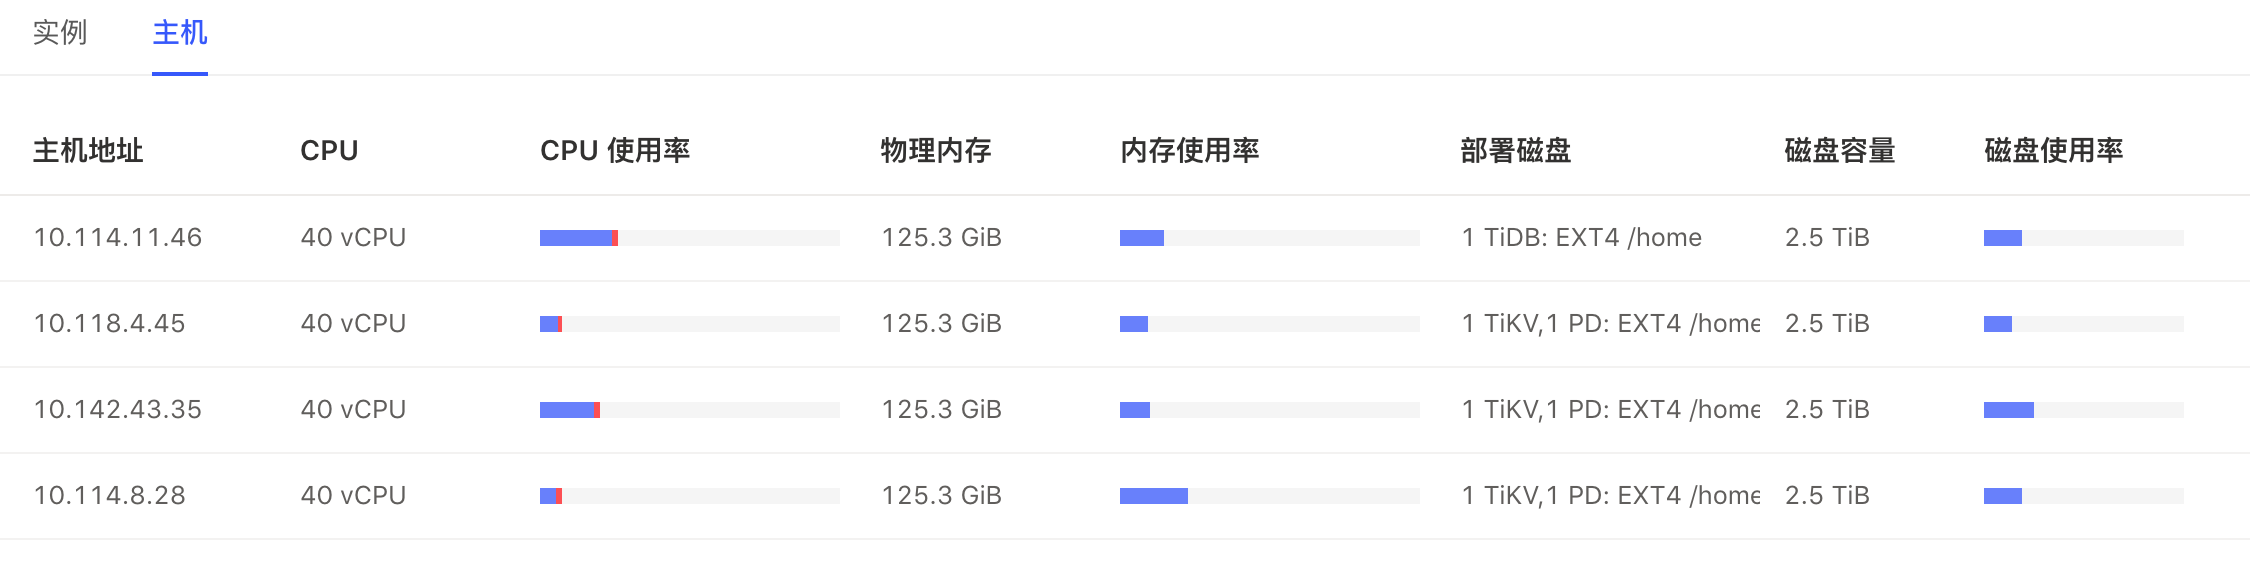 实例 主机
主机地址 CPU CPU 使用率 物理内存 内存使用率 部署磁盘 磁盘容量 磁盘使用率
10.114.11.46 40 vCPU 125.3 GiB 1 TiDB: EXT4 /home 2.5 TiB
10.118.4.45 40 vCPU 125.3 GiB 1 TiKV,1 PD: EXT4 /home 2.5 TiB
10.142.43.35 40 vCPU 125.3 GiB 1 TiKV,1 PD: EXT4 /home 2.5 TiB
10.114.8.28 40 vCPU 125.3 GiB 1 TiKV,1 PD: EXT4 /home 2.5 TiB